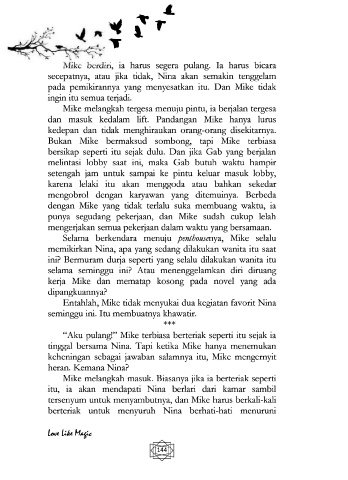 Mike berdiri, ia harus segera pulang. Ia harus bicara
secepatnya, atau jika tidak, Nina akan semakin tenggelam
pada pemikirannya yang menyesatkan itu. Dan Mike tidak
ingin itu semua terjadi.
Mike melangkah tergesa menuju pintu, ia berjalan tergesa
dan masuk kedalam lift. Pandangan Mike hanya lurus
kedepan dan tidak menghiraukan orang-orang disekitarnya.
Bukan Mike bermaksud sombong, tapi Mike terbiasa
bersikap seperti itu sejak dulu. Dan jika Gab yang berjalan
melintasi lobby saat ini, maka Gab butuh waktu hampir
setengah jam untuk sampai ke pintu keluar masuk lobby,
karena lelaki itu akan menggoda atau bahkan sekedar
mengobrol dengan karyawan yang ditemuinya. Berbeda
dengan Mike yang tidak terlalu suka membuang waktu, ia
punya segudang pekerjaan, dan Mike sudah cukup lelah
mengerjakan semua pekerjaan dalam waktu yang bersamaan.
Selama berkendara menuju penthousenya, Mike selalu
memikirkan Nina, apa yang sedang dilakukan wanita itu saat
ini? Bermuram durja seperti yang selalu dilakukan wanita itu
selama seminggu ini? Atau menenggelamkan diri diruang
kerja Mike dan menatap kosong pada novel yang ada
dipangkuannya?
Entahlah, Mike tidak menyukai dua kegiatan favorit Nina
seminggu ini. Itu membuatnya khawatir.
***
“Aku pulang!” Mike terbiasa berteriak seperti itu sejak ia
tinggal bersama Nina. Tapi ketika Mike hanya menemukan
keheningan sebagai jawaban salamnya itu, Mike mengernyit
heran. Kemana Nina?
Mike melangkah masuk. Biasanya jika ia berteriak seperti
itu, ia akan mendapati Nina berlari dari kamar sambil
tersenyum untuk menyambutnya, dan Mike harus berkali-kali
berteriak untuk menyuruh Nina berhati-hati menuruni
Love Like Magic
144